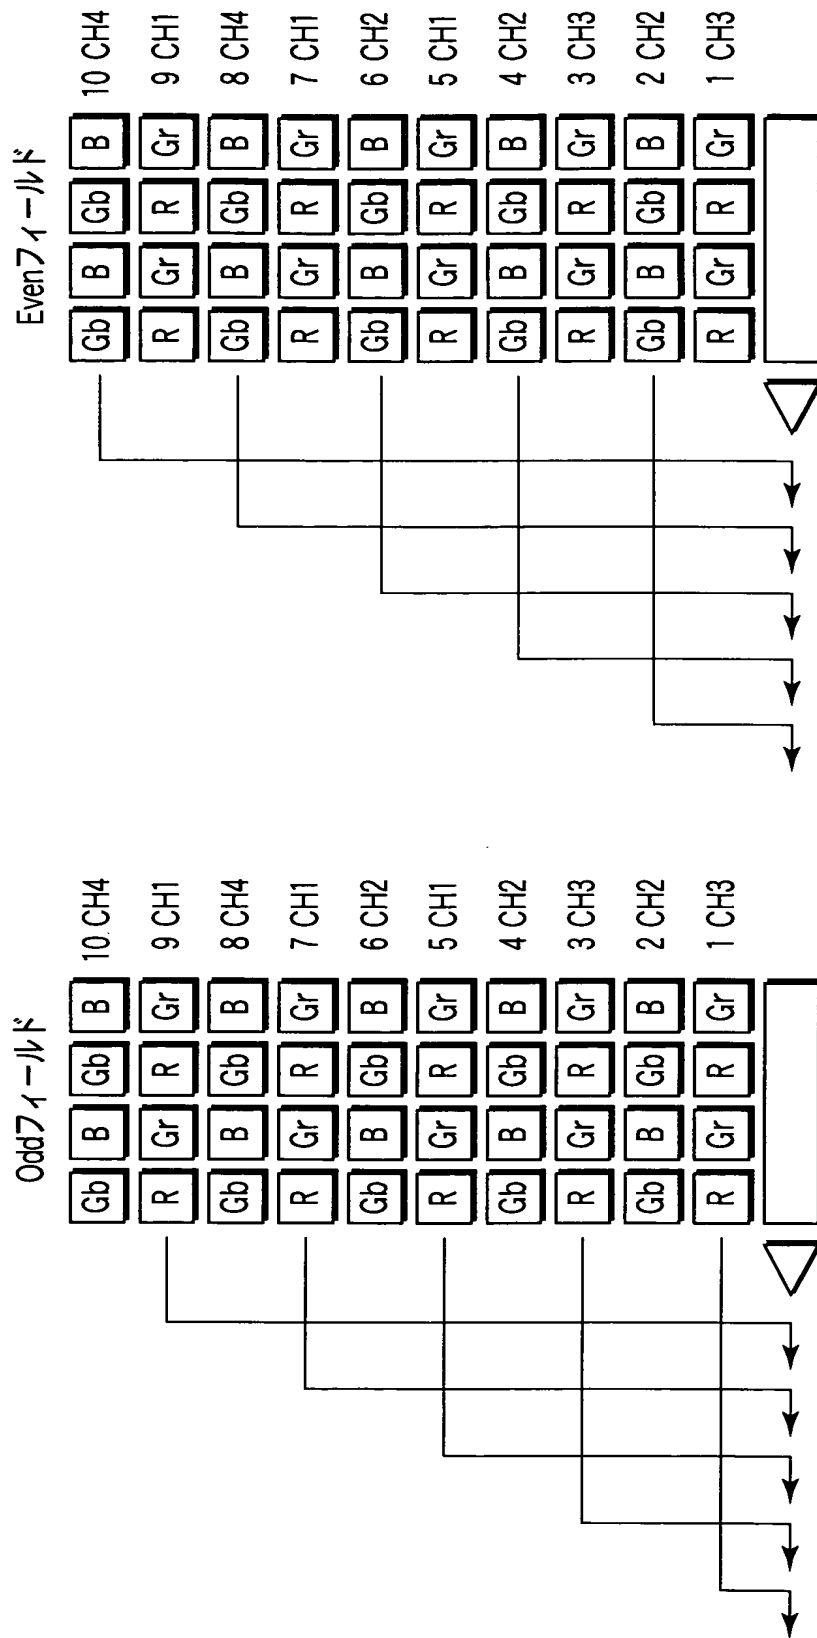 Oddフィールド
Gb B Gb B 10 CH4
R Gr R Gr 9 CH1
Gb B Gb B 8 CH4
R Gr R Gr 7 CH1
Gb B Gb B 6 CH2
R Gr R Gr 5 CH1
Gb B Gb B 4 CH2
R Gr R Gr 3 CH3
Gb B Gb B 2 CH2
R Gr R Gr 1 CH3
Evenフィールド
Gb B Gb B 10 CH4
R Gr R Gr 9 CH1
Gb B Gb B 8 CH4
R Gr R Gr 7 CH1
Gb B Gb B 6 CH2
R Gr R Gr 5 CH1
Gb B Gb B 4 CH2
R Gr R Gr 3 CH3
Gb B Gb B 2 CH2
R Gr R Gr 1 CH3